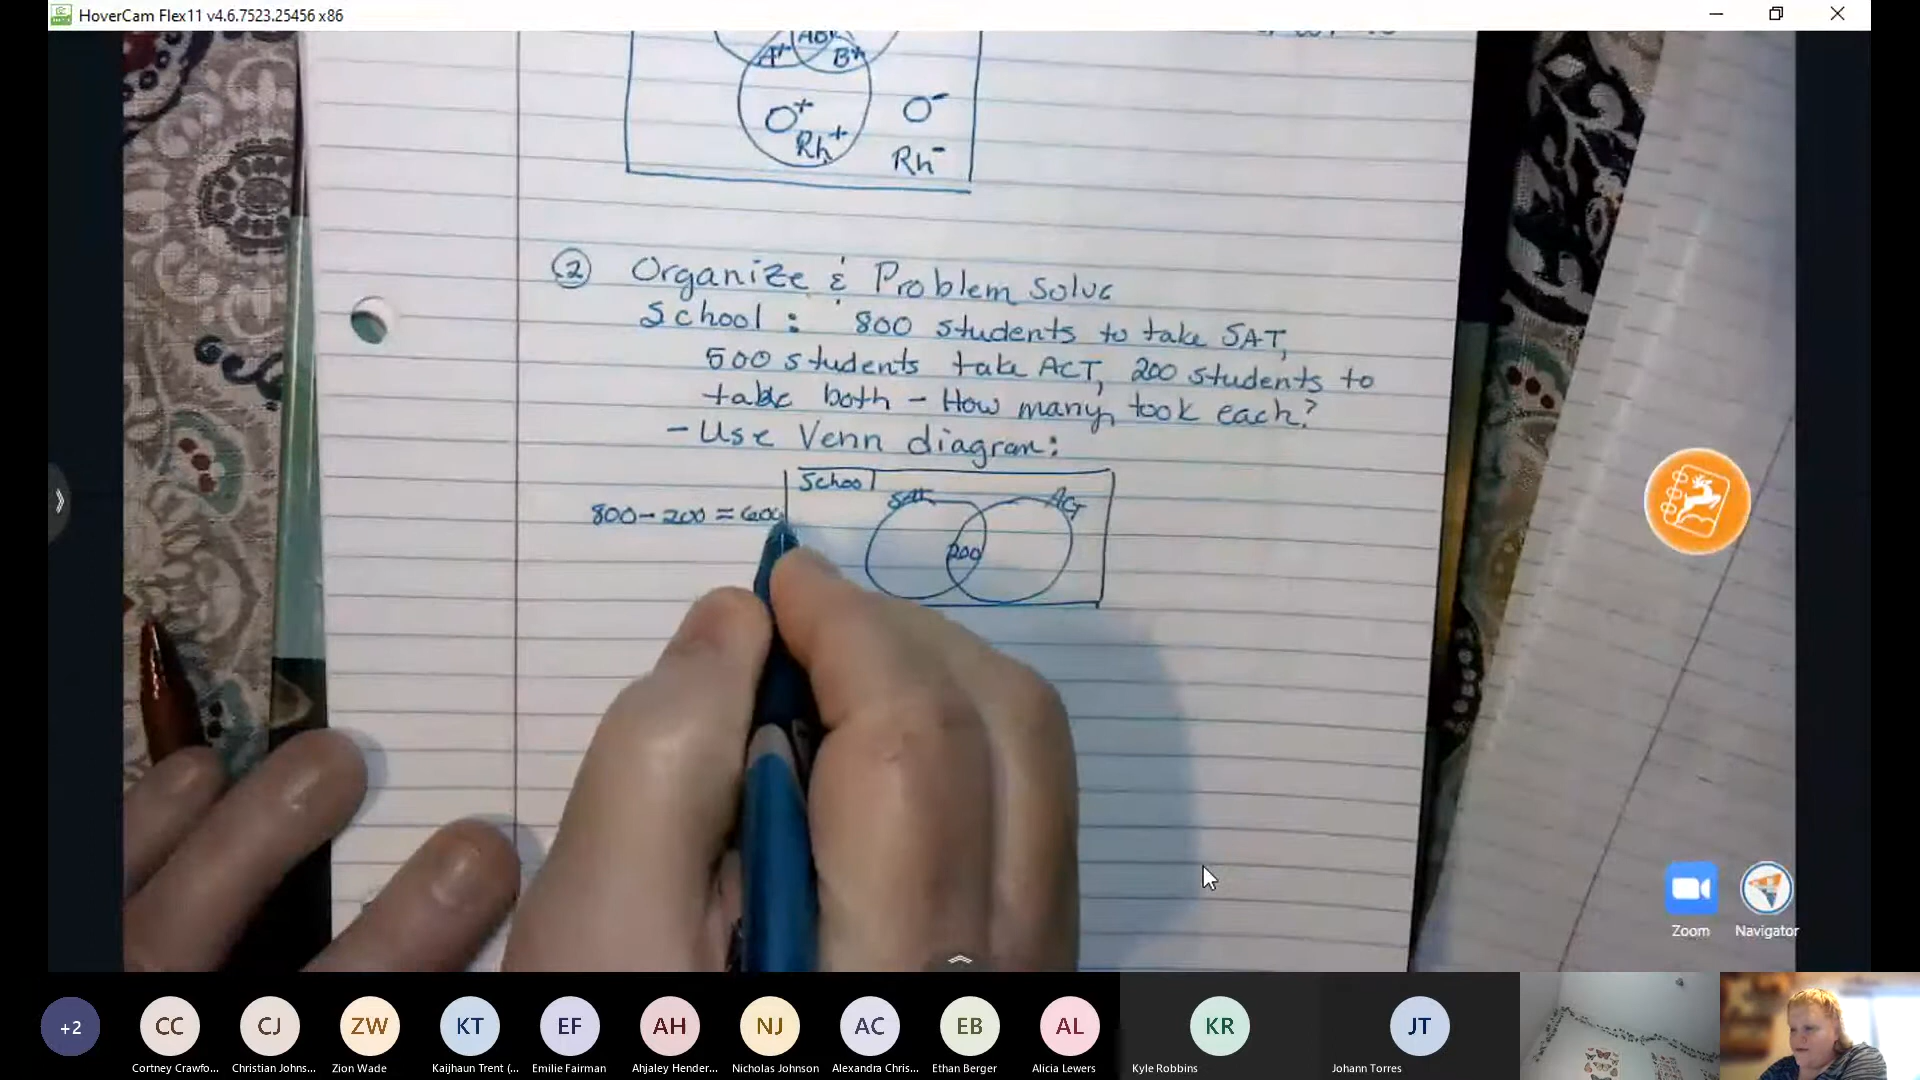 HoverCam Flex11 v4.6.7523.25456 x86
AB+
A+ B+
O+ O-
Rh+ Rh-
② Organize & Problem Solve
School: 800 students to take SAT,
500 students take ACT, 200 students to
take both - How many took each?
- Use Venn diagram:
School
SAT ACT
800 - 200 = 600
200
Zoom Navigator
+2 CC CJ ZW KT EF AH NJ AC EB AL KR JT
Cortney Crawfo... Christian Johns... Zion Wade Kaijhaun Trent (... Emilie Fairman Ahjaley Hender... Nicholas Johnson Alexandra Chris... Ethan Berger Alicia Lewers Kyle Robbins Johann Torres